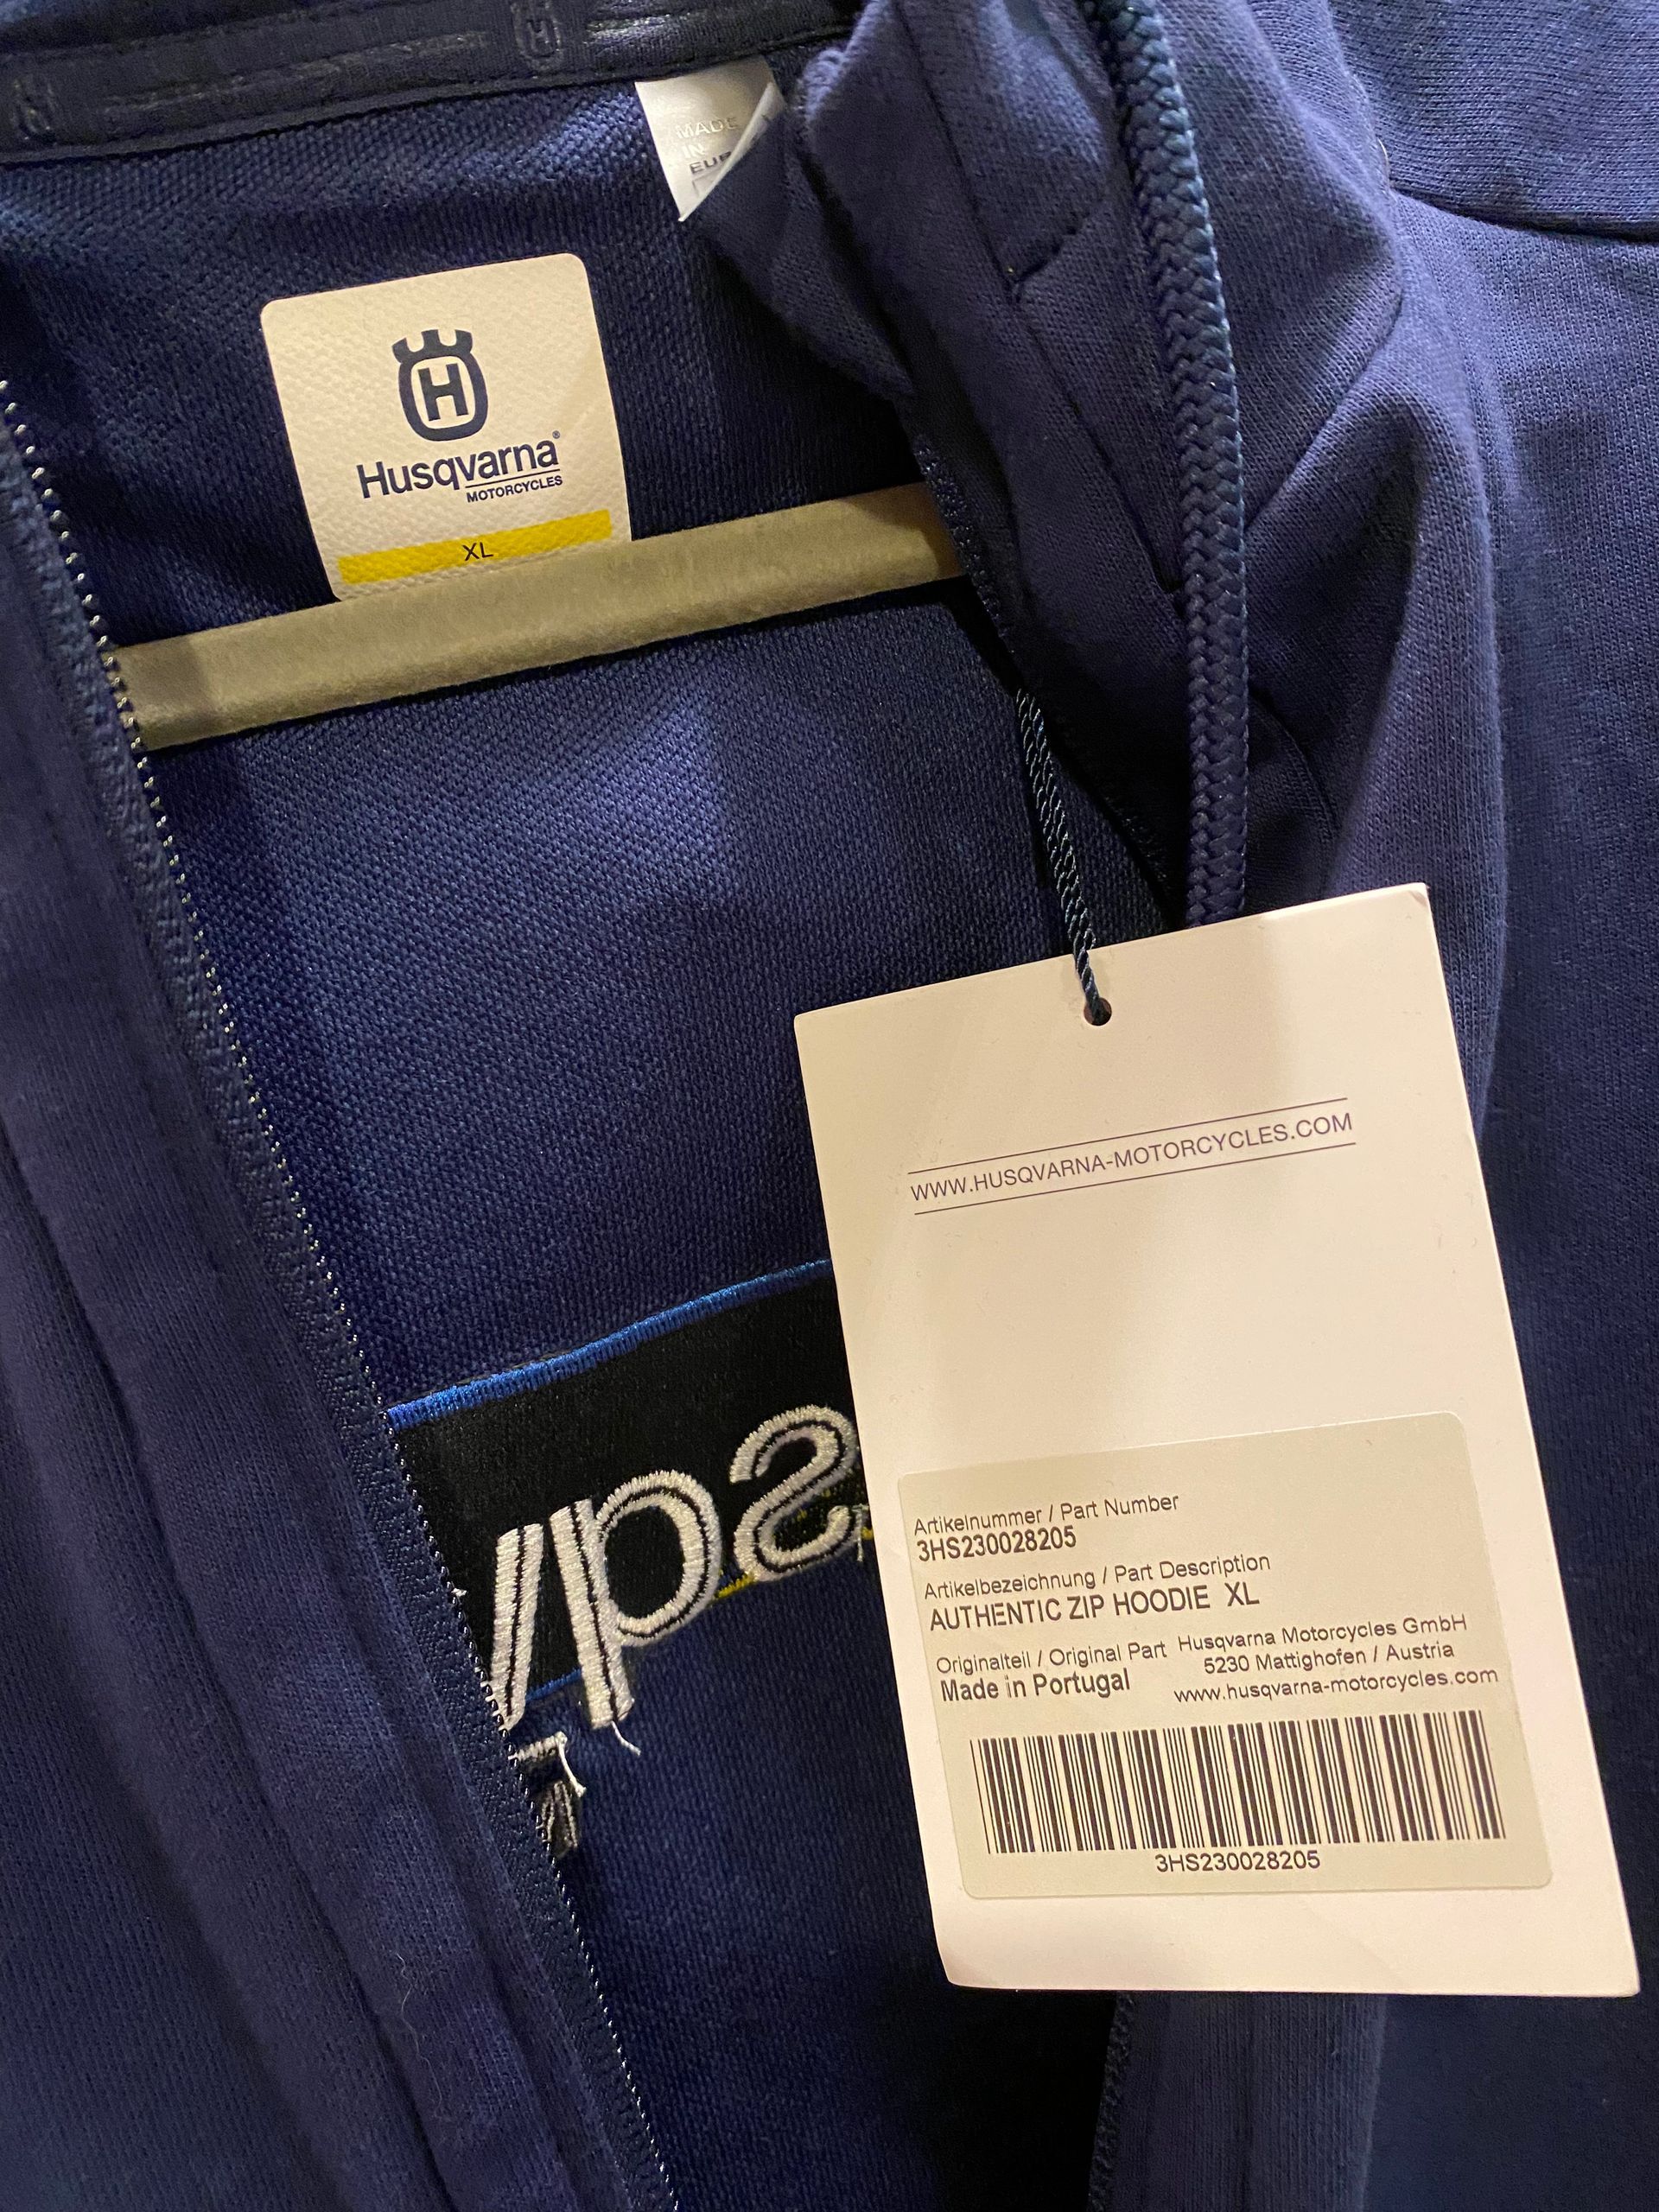 MADE
IN
H
Husqvarna®
MOTORCYCLES
XL
WWW.HUSQVARNA-MOTORCYCLES.COM
Artikelnummer / Part Number
3HS230028205
Artikelbezeichnung / Part Description
AUTHENTIC ZIP HOODIE XL
Originalteil / Original Part
Made in Portugal
Husqvarna Motorcycles GmbH
5230 Mattighofen / Austria
www.husqvarna-motorcycles.com
3HS230028205